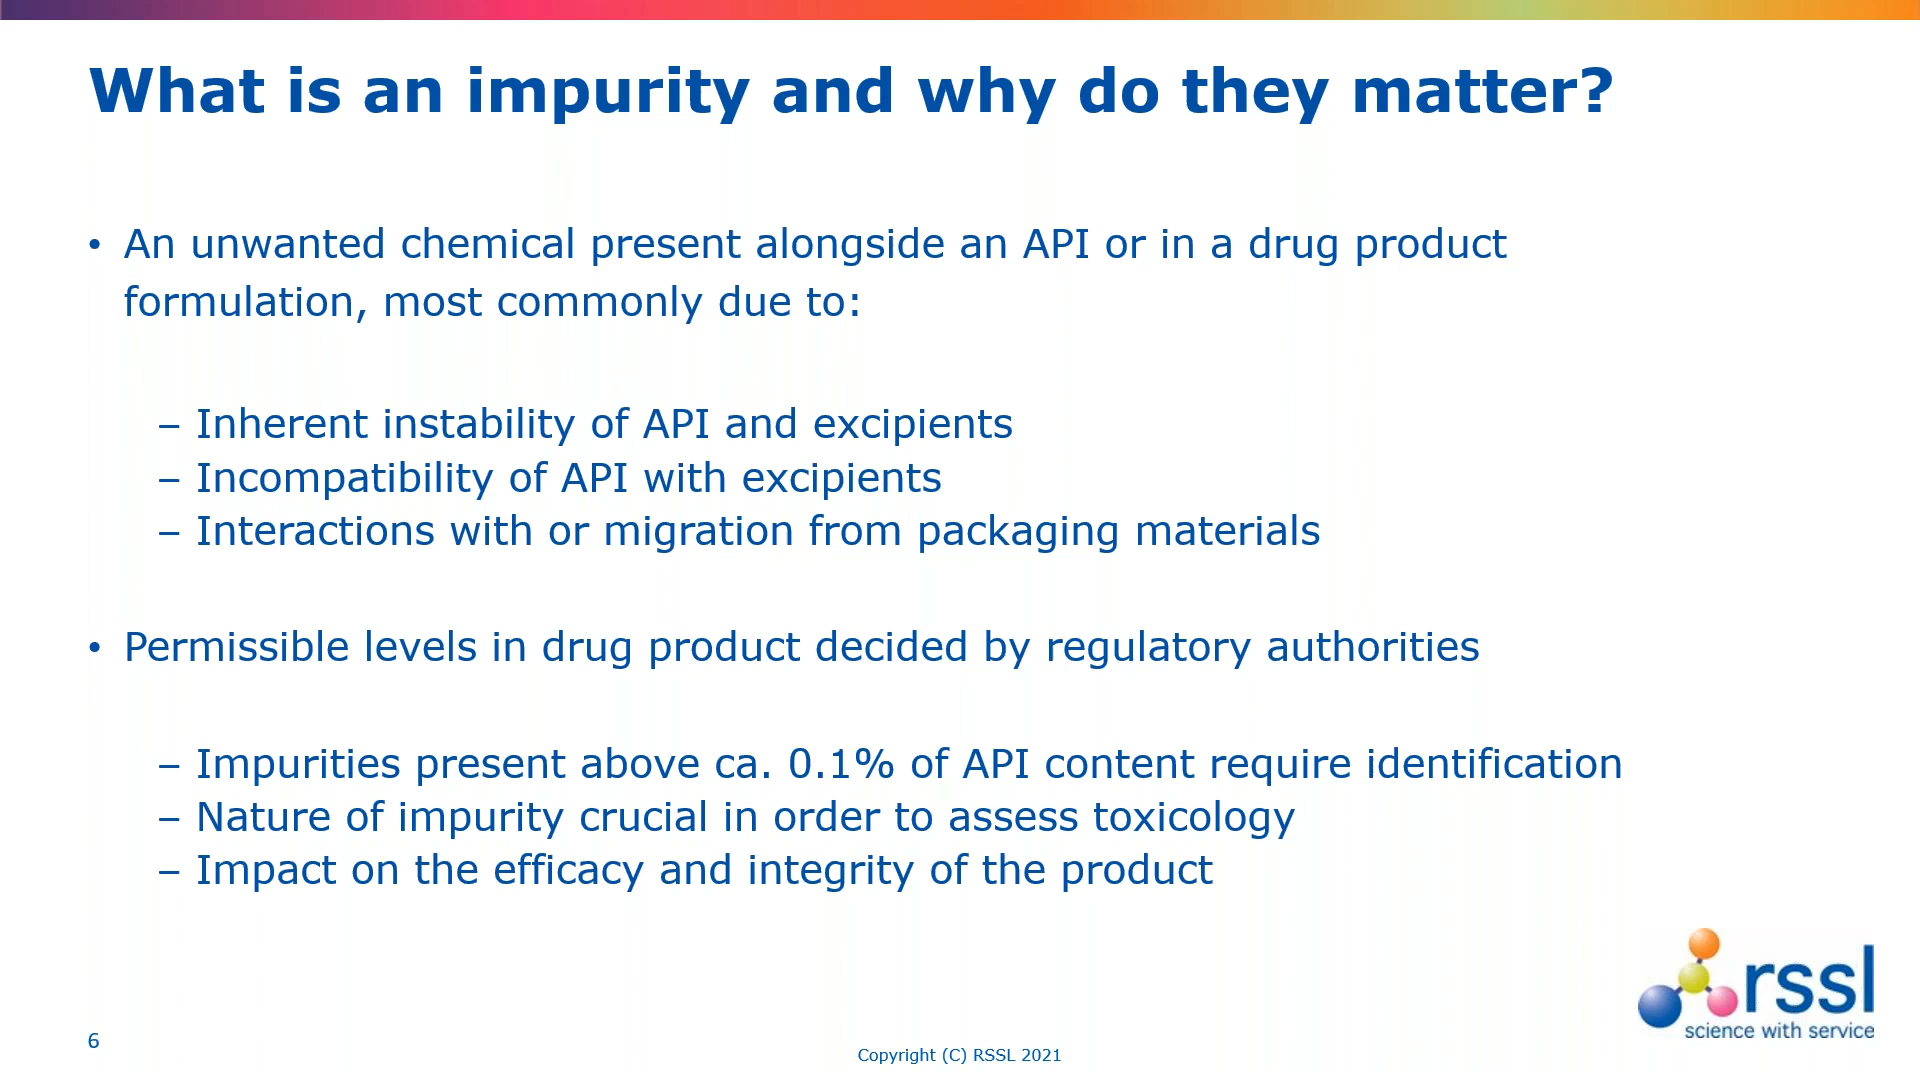 What is an impurity and why do they matter?
• An unwanted chemical present alongside an API or in a drug product
formulation, most commonly due to:
– Inherent instability of API and excipients
– Incompatibility of API with excipients
– Interactions with or migration from packaging materials
• Permissible levels in drug product decided by regulatory authorities
– Impurities present above ca. 0.1% of API content require identification
– Nature of impurity crucial in order to assess toxicology
– Impact on the efficacy and integrity of the product
rssl
science with service
6
Copyright (C) RSSL 2021